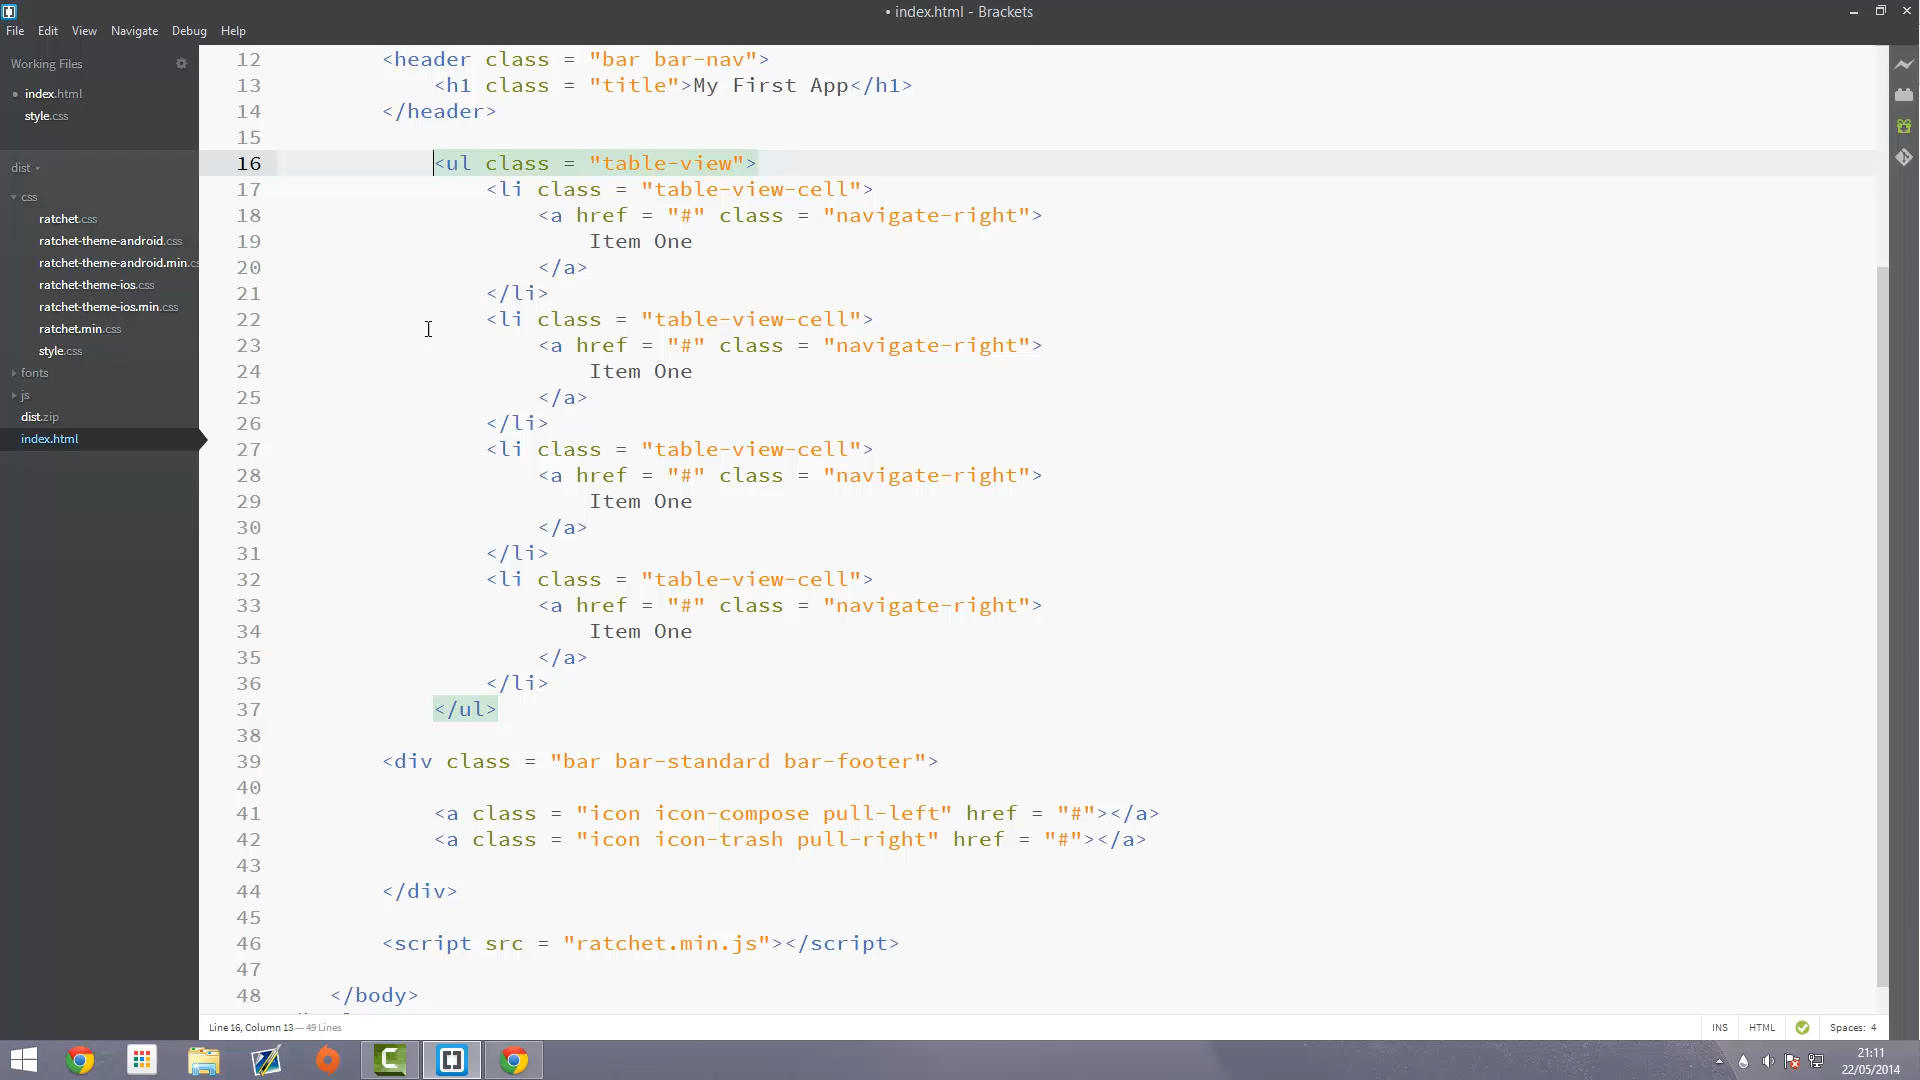 • index.html - Brackets
File Edit View Navigate Debug Help
Working Files
index.html
style.css
dist
css
ratchet.css
ratchet-theme-android.css
ratchet-theme-android.min.cs
ratchet-theme-ios.css
ratchet-theme-ios.min.css
ratchet.min.css
style.css
fonts
js
dist.zip
index.html
12 <header class = "bar bar-nav">
13 <h1 class = "title">My First App</h1>
14 </header>
15
16 <ul class = "table-view">
17 <li class = "table-view-cell">
18 <a href = "#" class = "navigate-right">
19 Item One
20 </a>
21 </li>
22 <li class = "table-view-cell">
23 <a href = "#" class = "navigate-right">
24 Item One
25 </a>
26 </li>
27 <li class = "table-view-cell">
28 <a href = "#" class = "navigate-right">
29 Item One
30 </a>
31 </li>
32 <li class = "table-view-cell">
33 <a href = "#" class = "navigate-right">
34 Item One
35 </a>
36 </li>
37 </ul>
38
39 <div class = "bar bar-standard bar-footer">
40
41 <a class = "icon icon-compose pull-left" href = "#"></a>
42 <a class = "icon icon-trash pull-right" href = "#"></a>
43
44 </div>
45
46 <script src = "ratchet.min.js"></script>
47
48 </body>
Line 16, Column 13 — 49 Lines
INS HTML Spaces: 4
21:11
22/05/2014